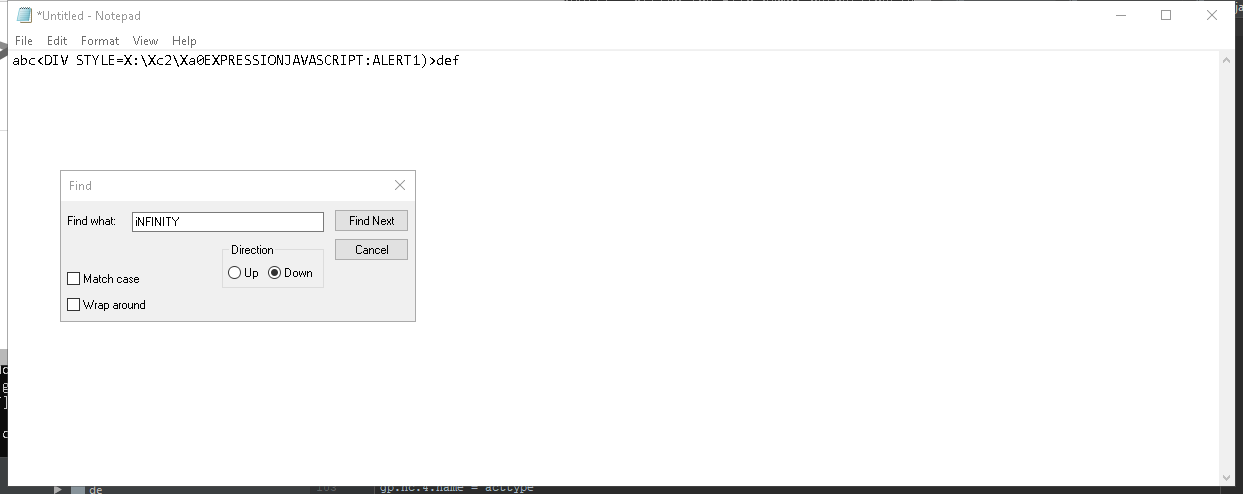 *Untitled - Notepad
File Edit Format View Help
abc<DIV STYLE=X:\Xc2\Xa0EXPRESSIONJAVASCRIPT:ALERT1)>def
Find
Find what: iNFINITY Find Next
Direction Cancel
Up Down
Match case
Wrap around
de
gp.nc.4.name = acttype